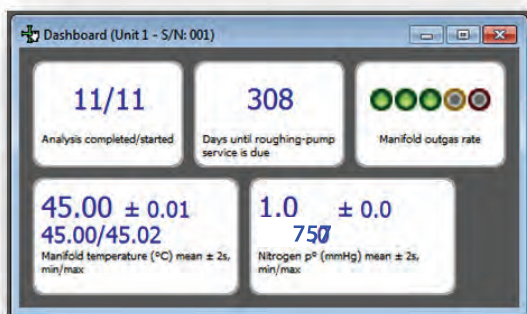 Dashboard (Unit 1 - S/N: 001)
11/11
Analysis completed/started
308
Days until roughing-pump
service is due
Manifold outgas rate
45.00 ± 0.01
45.00/45.02
Manifold temperature (°C) mean ± 2s,
min/max
1.0 ± 0.0
Nitrogen p° (mmHg) mean ± 2s,
min/max